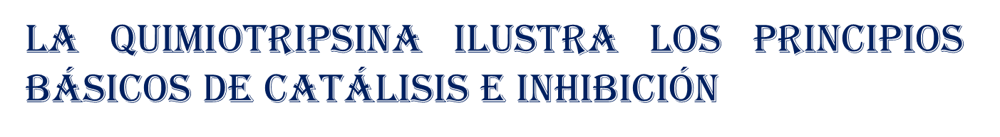 LA QUIMIOTRIPSINA ILUSTRA LOS PRINCIPIOS
BÁSICOS DE CATÁLISIS E INHIBICIÓN